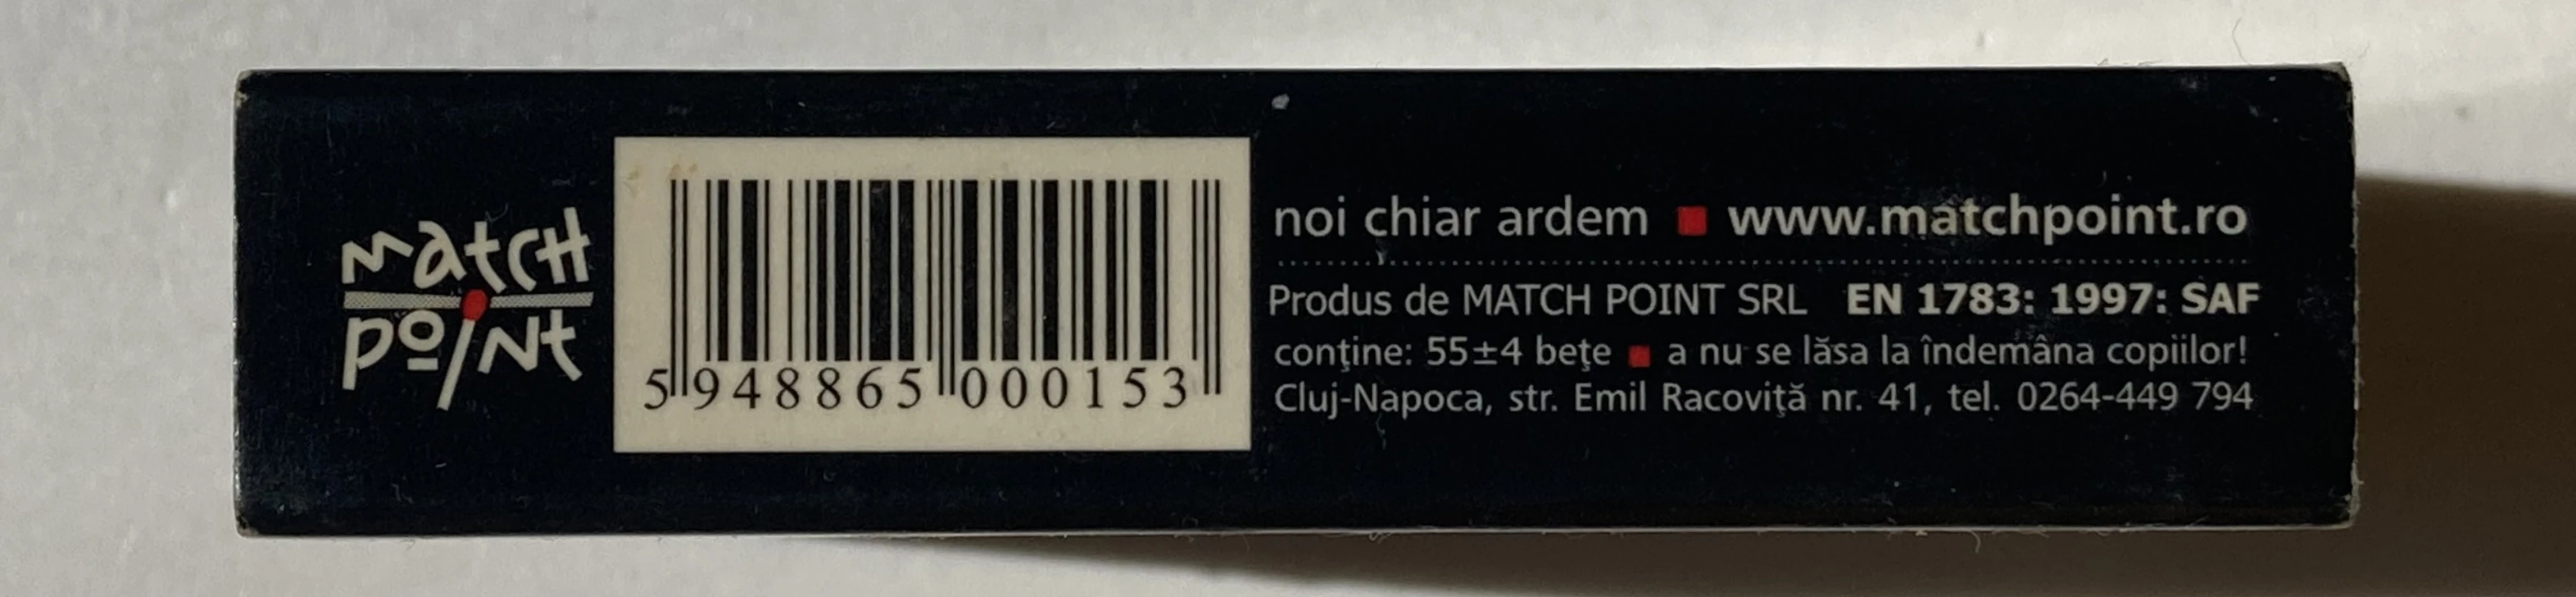 match
point
5 948865 000153
noi chiar ardem ■ www.matchpoint.ro
Produs de MATCH POINT SRL EN 1783: 1997: SAF
conţine: 55±4 beţe ■ a nu se lăsa la îndemâna copiilor!
Cluj-Napoca, str. Emil Racoviţă nr. 41, tel. 0264-449 794